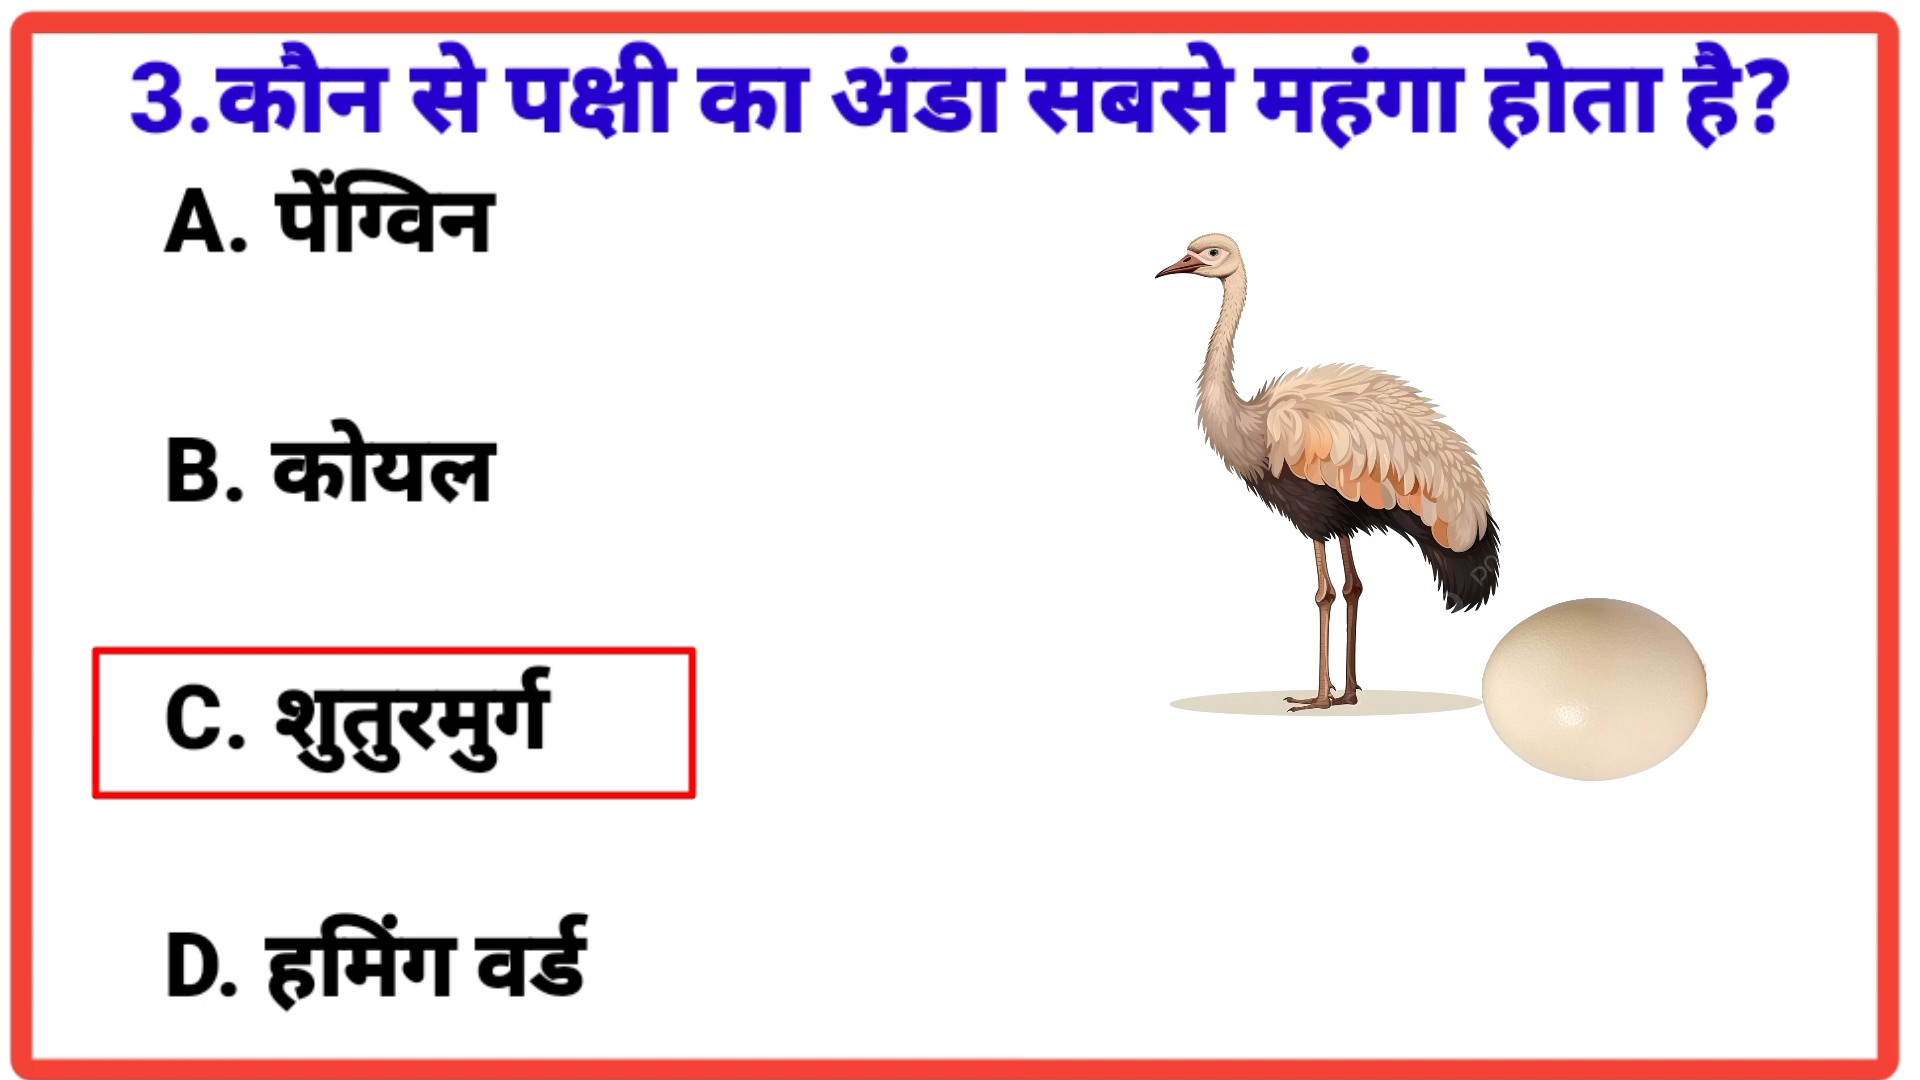 3.कौन से पक्षी का अंडा सबसे महंगा होता है?
A. पेंग्विन
B. कोयल
C. शुतुरमुर्ग
D. हमिंग वर्ड